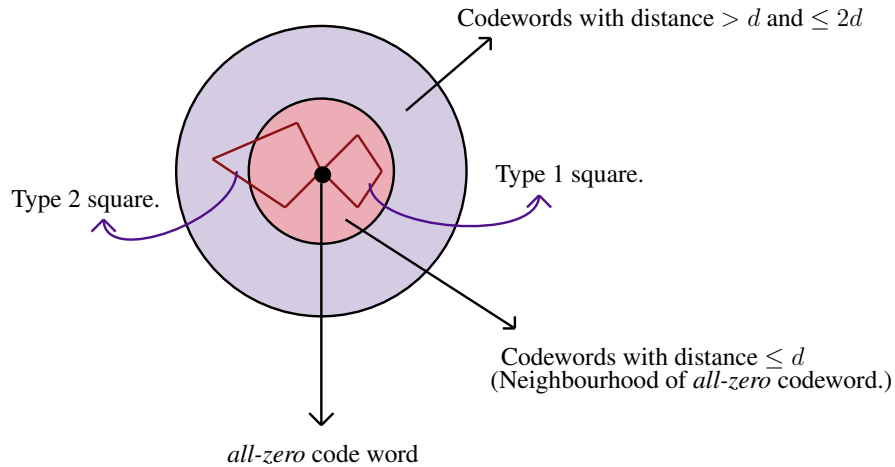 Codewords with distance > d and ≤ 2d
Type 1 square.
Type 2 square.
Codewords with distance ≤ d
(Neighbourhood of all-zero codeword.)
all-zero code word